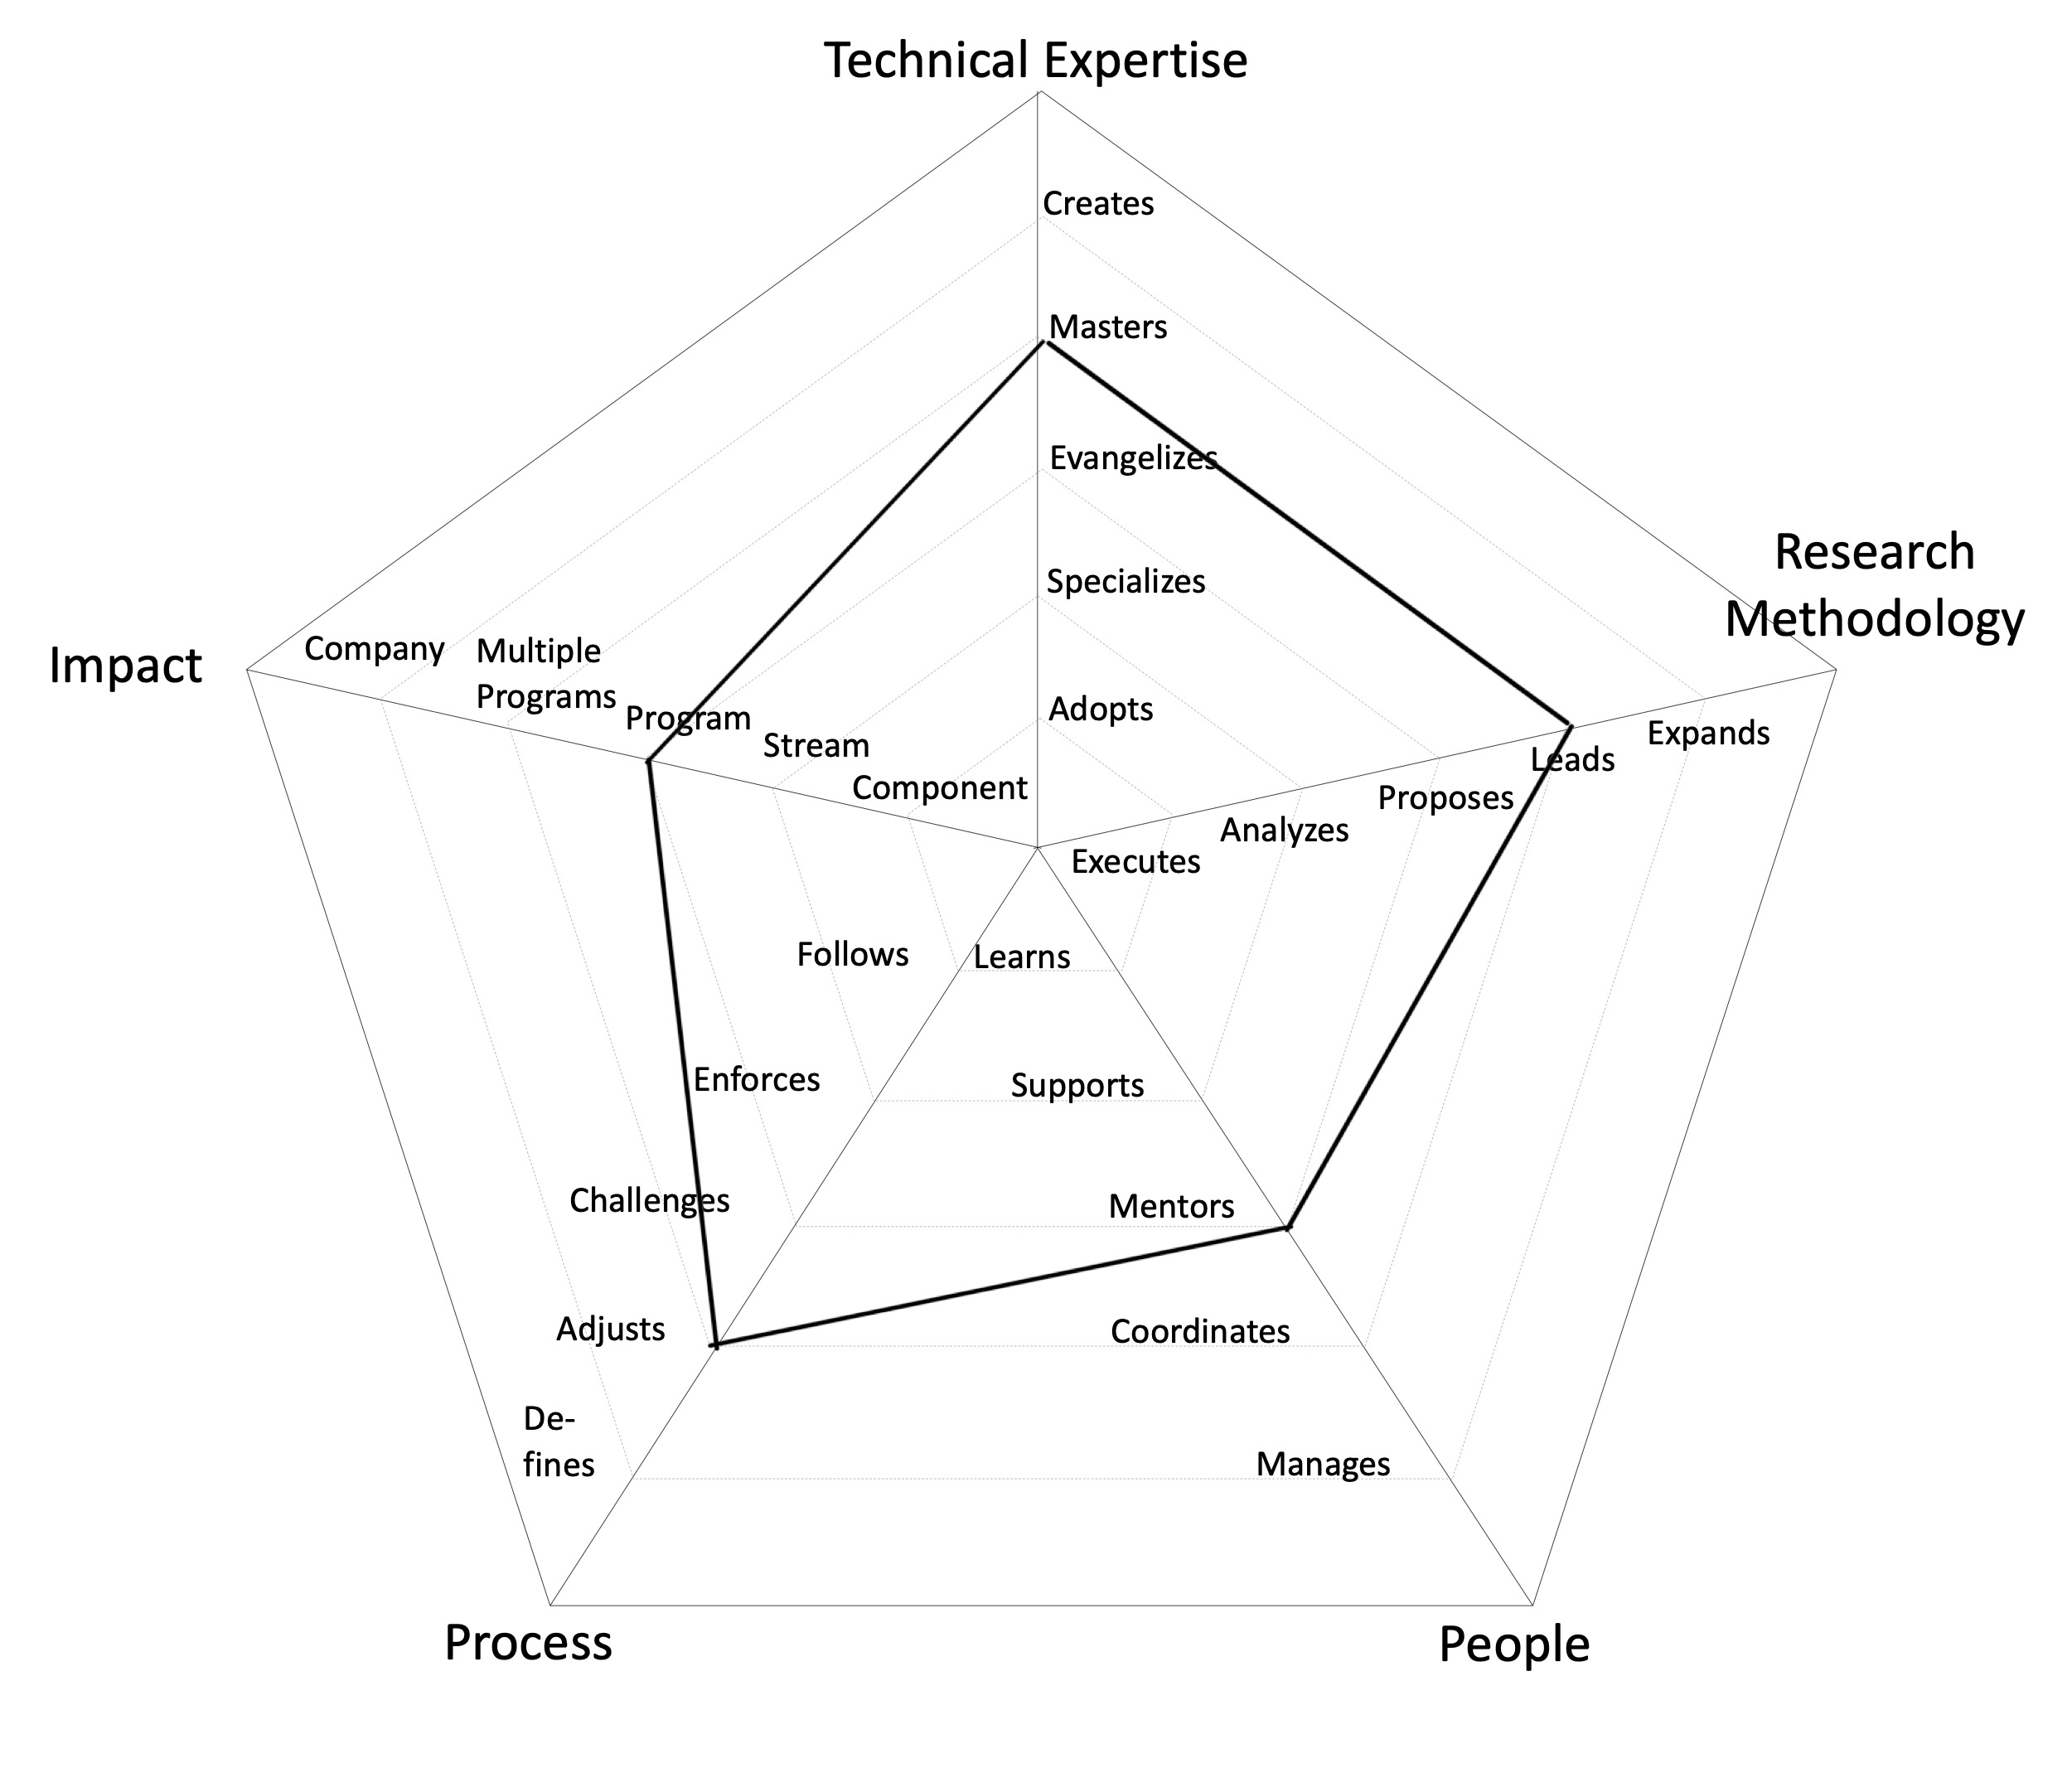 Technical Expertise
Creates
Masters
Evangelizes
Specializes
Adopts
Research
Methodology
Expands
Leads
Proposes
Analyzes
Executes
Impact
Company
Multiple
Programs
Program
Stream
Component
Follows
Enforces
Challenges
Adjusts
De-
fines
Process
Learns
Supports
Mentors
Coordinates
Manages
People